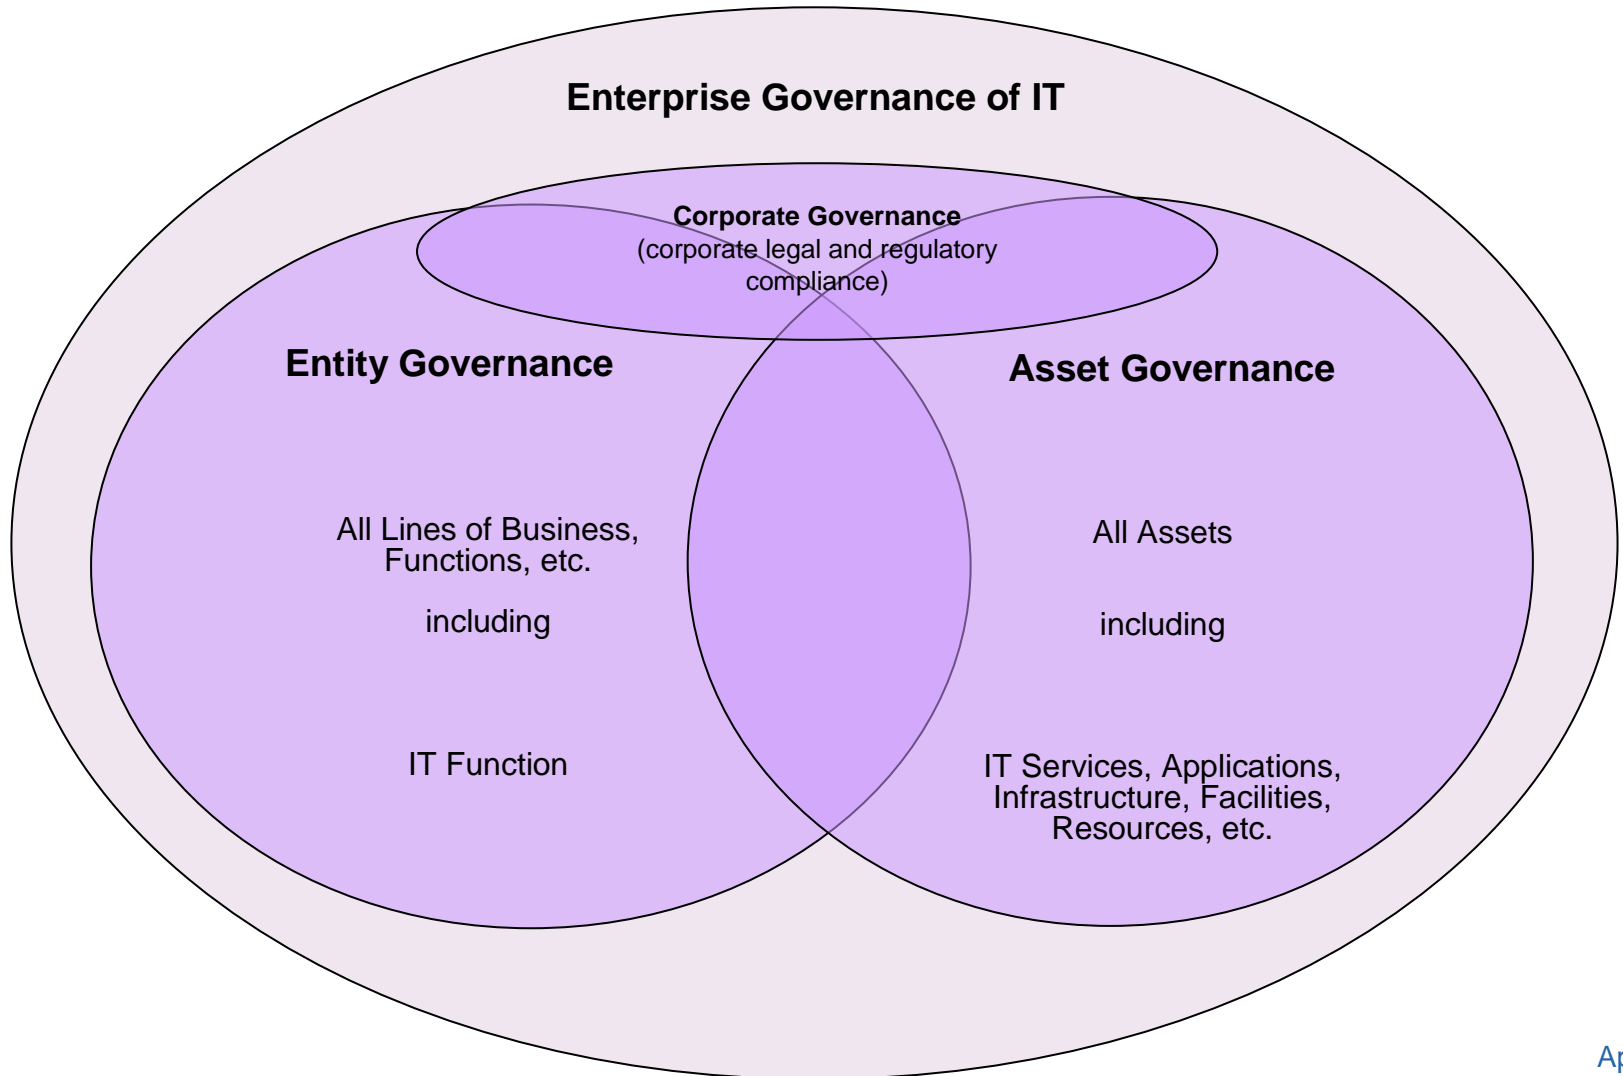 Enterprise Governance of IT
Corporate Governance
(corporate legal and regulatory
compliance)
Entity Governance
Asset Governance
All Lines of Business,
Functions, etc.
including
IT Function
All Assets
including
IT Services, Applications,
Infrastructure, Facilities,
Resources, etc.
Ap